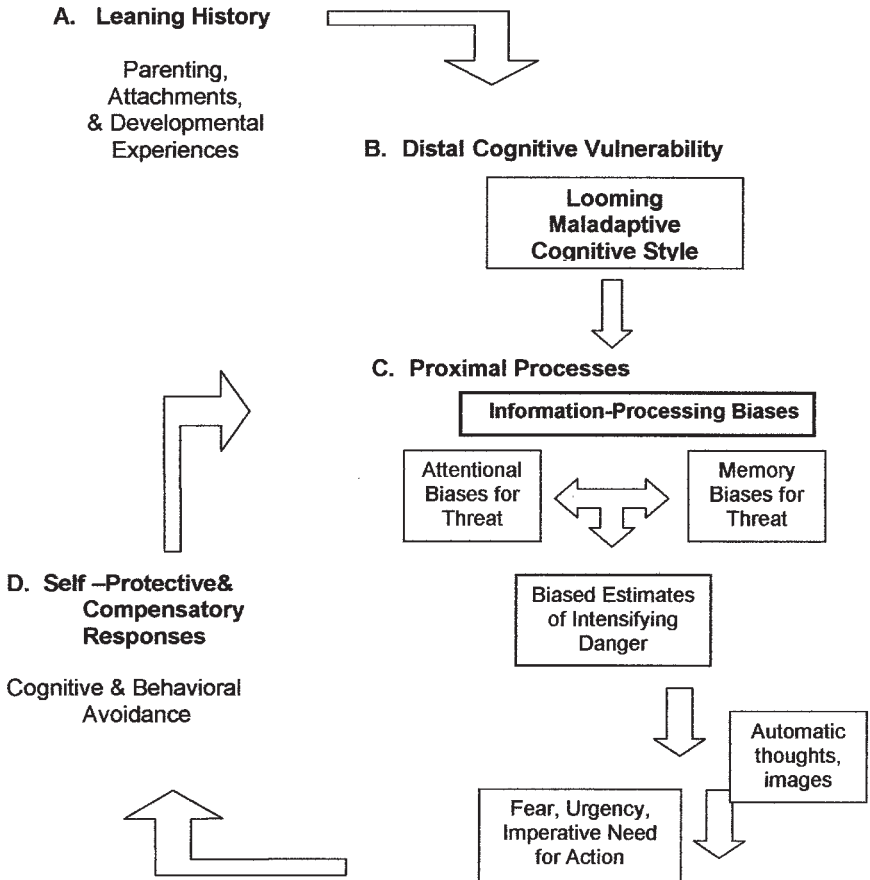 A. Leaning History
Parenting,
Attachments,
& Developmental
Experiences
B. Distal Cognitive Vulnerability
Looming
Maladaptive
Cognitive Style
C. Proximal Processes
Information-Processing Biases
Attentional
Biases for
Threat
Memory
Biases for
Threat
D. Self –Protective&
Compensatory
Responses
Cognitive & Behavioral
Avoidance
Biased Estimates
of Intensifying
Danger
Automatic
thoughts,
images
Fear, Urgency,
Imperative Need
for Action